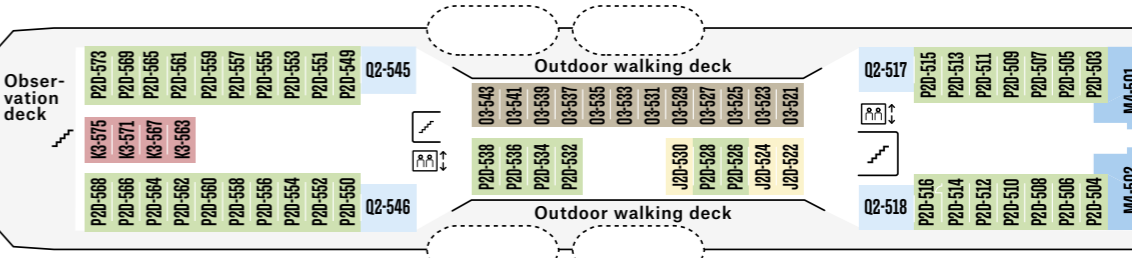 Obser-
vation
deck
P2D-573
P2D-569
P2D-565
P2D-561
P2D-559
P2D-557
P2D-555
P2D-553
P2D-551
P2D-549
Q2-545
K3-575
K3-571
K3-567
K3-563
P2D-568
P2D-566
P2D-564
P2D-562
P2D-560
P2D-558
P2D-556
P2D-554
P2D-552
P2D-550
Q2-546
Outdoor walking deck
O3-543
O3-541
O3-539
O3-537
O3-535
O3-533
O3-531
O3-529
O3-527
O3-525
O3-523
O3-521
P2D-538
P2D-536
P2D-534
P2D-532
J2D-530
P2D-528
P2D-526
J2D-524
J2D-522
Outdoor walking deck
Q2-517
P2D-515
P2D-513
P2D-511
P2D-509
P2D-507
P2D-505
P2D-503
M4-501
Q2-518
P2D-516
P2D-514
P2D-512
P2D-510
P2D-508
P2D-506
P2D-504
M4-502